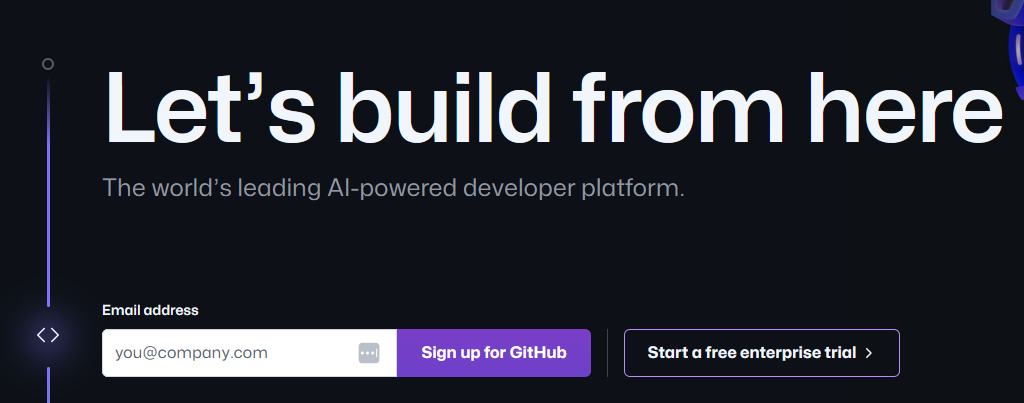 Let’s build from here
The world’s leading AI-powered developer platform.
Email address
you@company.com
Sign up for GitHub
Start a free enterprise trial